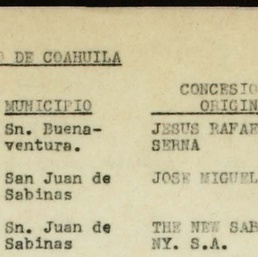 O DE COAHUILA
CONCESIO
MUNICIPIO ORIGIN
Sn. Buena- JESUS RAFAE
ventura. SERNA
San Juan de JOSE MIGUEL
Sabinas
Sn. Juan de THE NEW SAB
Sabinas NY. S.A.